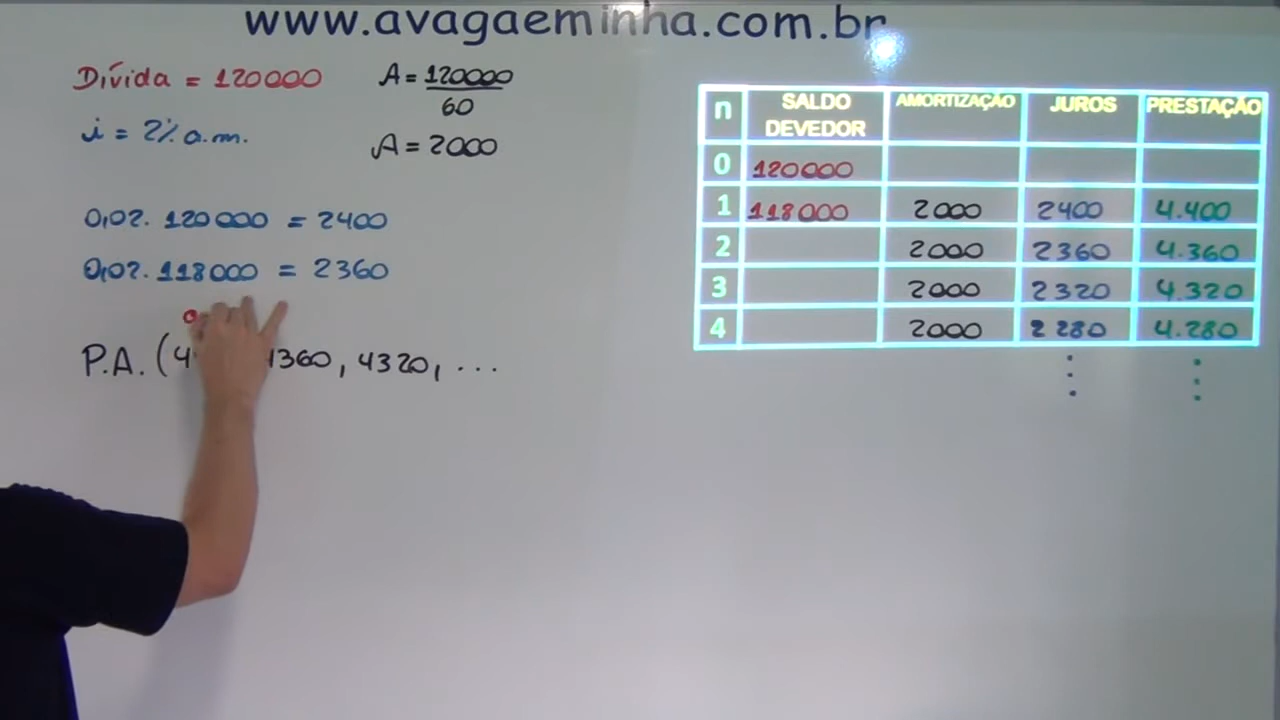 www.avagaeminha.com.br
Dívida = 120000
i = 2% a.m.
A = 120000
60
A = 2000
0,02. 120000 = 2400
0,02. 118000 = 2360
P.A. (4 1360, 4320, ...
n SALDO DEVEDOR AMORTIZAÇÃO JUROS PRESTAÇÃO
0 120000
1 118000 2000 2400 4.400
2 2000 2360 4.360
3 2000 2320 4.320
4 2000 2280 4.280